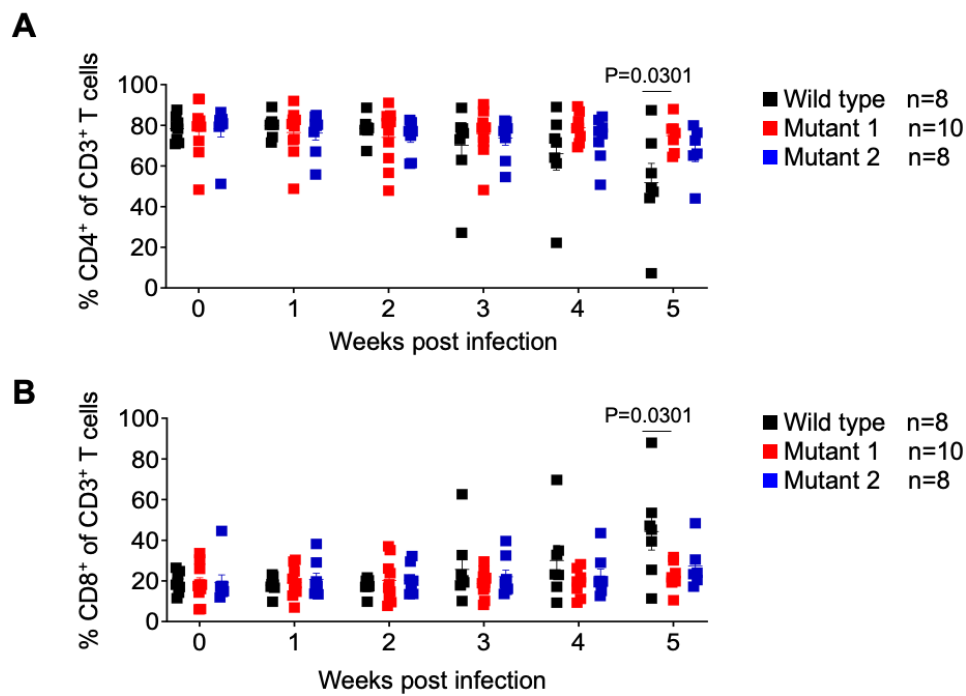 A
% CD4⁺ of CD3⁺ T cells
100
80
60
40
20
0
P=0.0301
Wild type n=8
Mutant 1 n=10
Mutant 2 n=8
0 1 2 3 4 5
Weeks post infection
B
% CD8⁺ of CD3⁺ T cells
100
80
60
40
20
0
P=0.0301
Wild type n=8
Mutant 1 n=10
Mutant 2 n=8
0 1 2 3 4 5
Weeks post infection